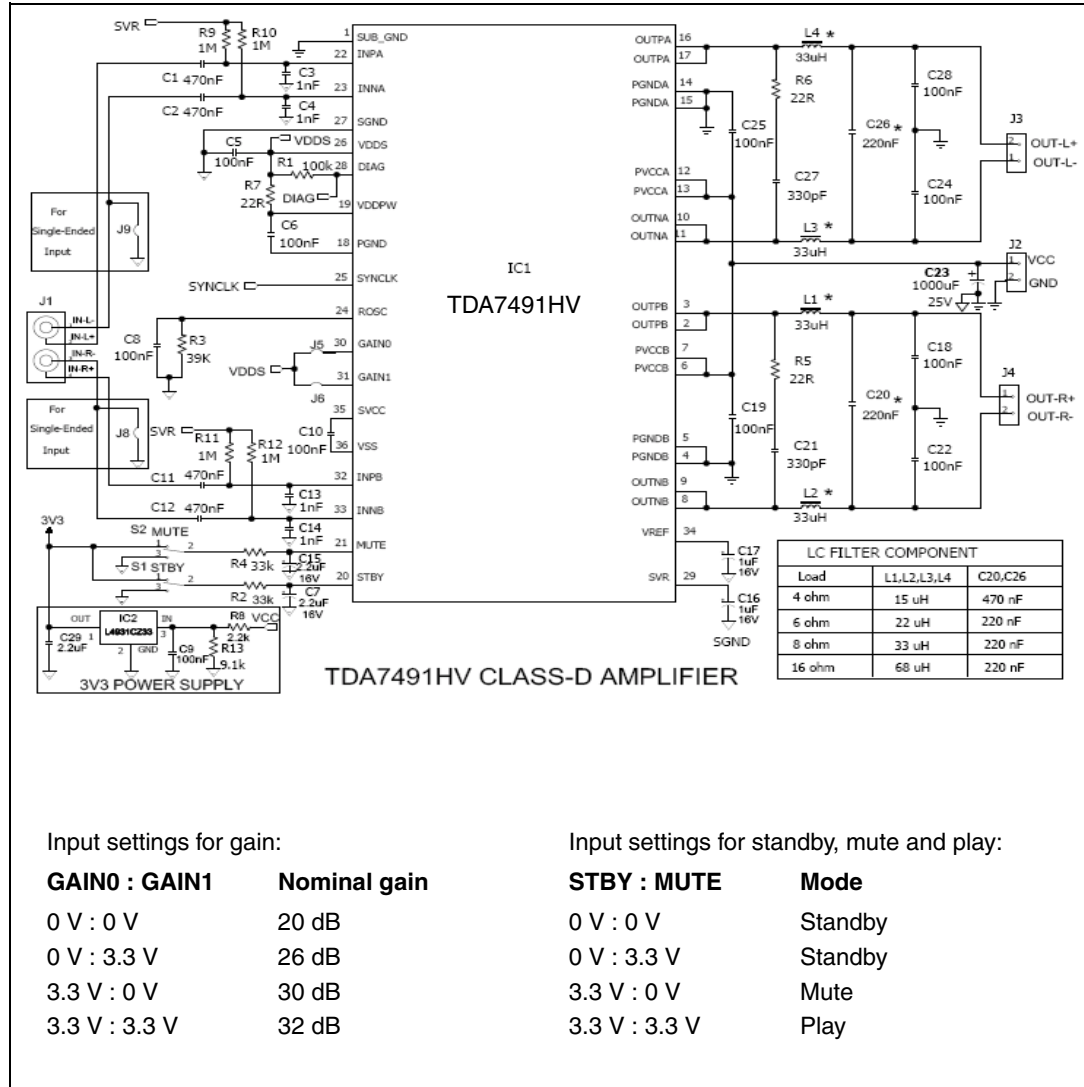 SVR
R9
1M
R10
1M
C1 470nF
C2 470nF
C3
1nF
C4
1nF
C5
100nF
VDDS
R1
100k
R7
22R
DIAG
C6
100nF
For
Single-Ended
Input
J9
SYNCLK
J1
IN-L-
IN-L+
IN-R-
IN-R+
C8
100nF
R3
39K
VDDS
J5
J6
For
Single-Ended
Input
J8
SVR
R11
1M
R12
1M
C10
100nF
C11 470nF
C12 470nF
C13
1nF
C14
1nF
3V3
S2 MUTE
1
3
2
S1 STBY
1
3
2
R4 33k
C15
2.2uF
16V
R2 33k
C7
2.2uF
16V
OUT
1
IC2
L4931CZ33
IN
3
2
GND
R8
2.2k
VCC
C29
2.2uF
C9
100nF
R13
9.1k
3V3 POWER SUPPLY
1 SUB_GND
22 INPA
23 INNA
27 SGND
26 VDDS
28 DIAG
19 VDDPW
18 PGND
25 SYNCLK
24 ROSC
30 GAIN0
31 GAIN1
35 SVCC
36 VSS
32 INPB
33 INNB
21 MUTE
20 STBY
IC1
TDA7491HV
OUTPA 16
OUTPA 17
PGNDA 14
PGNDA 15
PVCCA 12
PVCCA 13
OUTNA 10
OUTNA 11
OUTPB 3
OUTPB 2
PVCCB 7
PVCCB 6
PGNDB 5
PGNDB 4
OUTNB 9
OUTNB 8
VREF 34
SVR 29
L4 *
33uH
R6
22R
C25
100nF
C26 *
220nF
C27
330pF
L3 *
33uH
C28
100nF
C24
100nF
J3
2 OUT-L+
1 OUT-L-
J2
1 VCC
2 GND
C23
+
1000uF
25V
L1 *
33uH
R5
22R
C19
100nF
C20 *
220nF
C21
330pF
L2 *
33uH
C18
100nF
C22
100nF
J4
1 OUT-R+
2 OUT-R-
C17
1uF
16V
C16
1uF
16V
SGND
LC FILTER COMPONENT
Load L1,L2,L3,L4 C20,C26
4 ohm 15 uH 470 nF
6 ohm 22 uH 220 nF
8 ohm 33 uH 220 nF
16 ohm 68 uH 220 nF
TDA7491HV CLASS-D AMPLIFIER
Input settings for gain:
GAIN0 : GAIN1 Nominal gain
0 V : 0 V 20 dB
0 V : 3.3 V 26 dB
3.3 V : 0 V 30 dB
3.3 V : 3.3 V 32 dB
Input settings for standby, mute and play:
STBY : MUTE Mode
0 V : 0 V Standby
0 V : 3.3 V Standby
3.3 V : 0 V Mute
3.3 V : 3.3 V Play